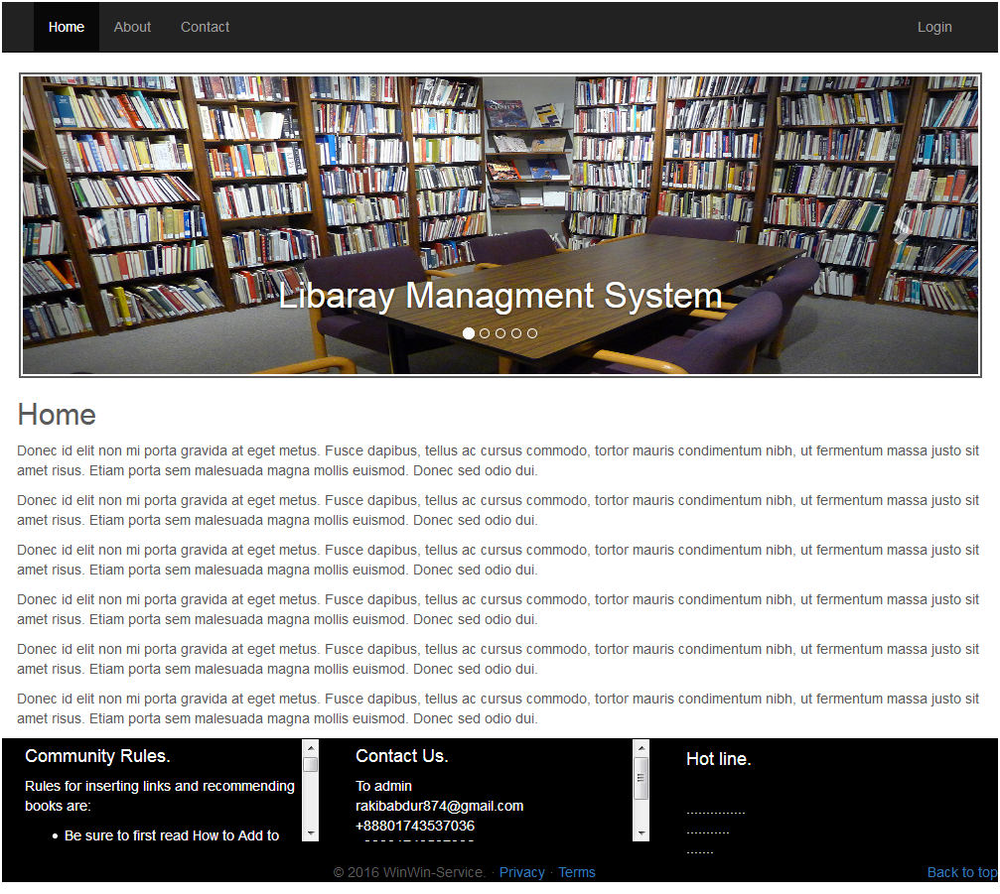 Home About Contact Login
Libaray Managment System
Home
Donec id elit non mi porta gravida at eget metus. Fusce dapibus, tellus ac cursus commodo, tortor mauris condimentum nibh, ut fermentum massa justo sit
amet risus. Etiam porta sem malesuada magna mollis euismod. Donec sed odio dui.
Donec id elit non mi porta gravida at eget metus. Fusce dapibus, tellus ac cursus commodo, tortor mauris condimentum nibh, ut fermentum massa justo sit
amet risus. Etiam porta sem malesuada magna mollis euismod. Donec sed odio dui.
Donec id elit non mi porta gravida at eget metus. Fusce dapibus, tellus ac cursus commodo, tortor mauris condimentum nibh, ut fermentum massa justo sit
amet risus. Etiam porta sem malesuada magna mollis euismod. Donec sed odio dui.
Donec id elit non mi porta gravida at eget metus. Fusce dapibus, tellus ac cursus commodo, tortor mauris condimentum nibh, ut fermentum massa justo sit
amet risus. Etiam porta sem malesuada magna mollis euismod. Donec sed odio dui.
Donec id elit non mi porta gravida at eget metus. Fusce dapibus, tellus ac cursus commodo, tortor mauris condimentum nibh, ut fermentum massa justo sit
amet risus. Etiam porta sem malesuada magna mollis euismod. Donec sed odio dui.
Donec id elit non mi porta gravida at eget metus. Fusce dapibus, tellus ac cursus commodo, tortor mauris condimentum nibh, ut fermentum massa justo sit
amet risus. Etiam porta sem malesuada magna mollis euismod. Donec sed odio dui.
Community Rules.
Rules for inserting links and recommending
books are:
• Be sure to first read How to Add to
Contact Us.
To admin
rakibabdur874@gmail.com
+88801743537036
Hot line.
...............
...........
.......
© 2016 WinWin-Service. · Privacy · Terms
Back to top